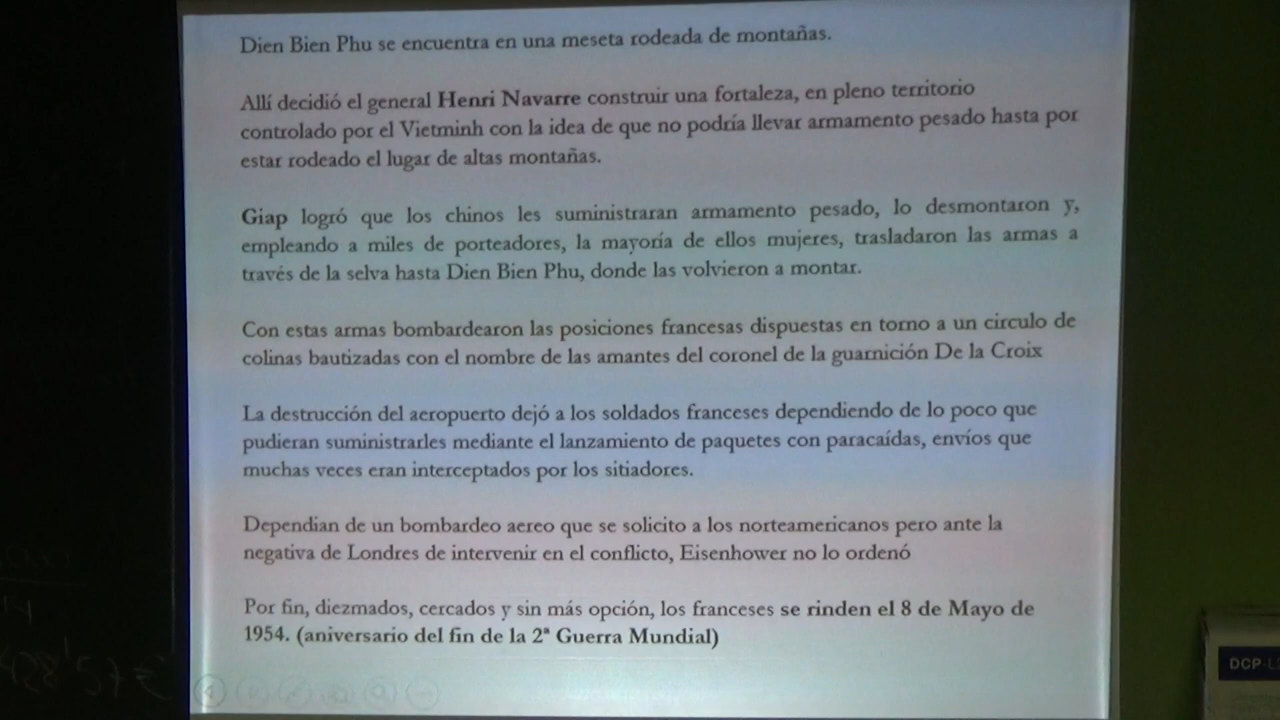 Dien Bien Phu se encuentra en una meseta rodeada de montañas.
Allí decidió el general Henri Navarre construir una fortaleza, en pleno territorio
controlado por el Vietminh con la idea de que no podría llevar armamento pesado hasta por
estar rodeado el lugar de altas montañas.
Giap logró que los chinos les suministraran armamento pesado, lo desmontaron y,
empleando a miles de porteadores, la mayoría de ellos mujeres, trasladaron las armas a
través de la selva hasta Dien Bien Phu, donde las volvieron a montar.
Con estas armas bombardearon las posiciones francesas dispuestas en torno a un circulo de
colinas bautizadas con el nombre de las amantes del coronel de la guarnición De la Croix
La destrucción del aeropuerto dejó a los soldados franceses dependiendo de lo poco que
pudieran suministrarles mediante el lanzamiento de paquetes con paracaídas, envíos que
muchas veces eran interceptados por los sitiadores.
Dependian de un bombardeo aereo que se solicito a los norteamericanos pero ante la
negativa de Londres de intervenir en el conflicto, Eisenhower no lo ordenó
Por fin, diezmados, cercados y sin más opción, los franceses se rinden el 8 de Mayo de
1954. (aniversario del fin de la 2ª Guerra Mundial)
DCP-L